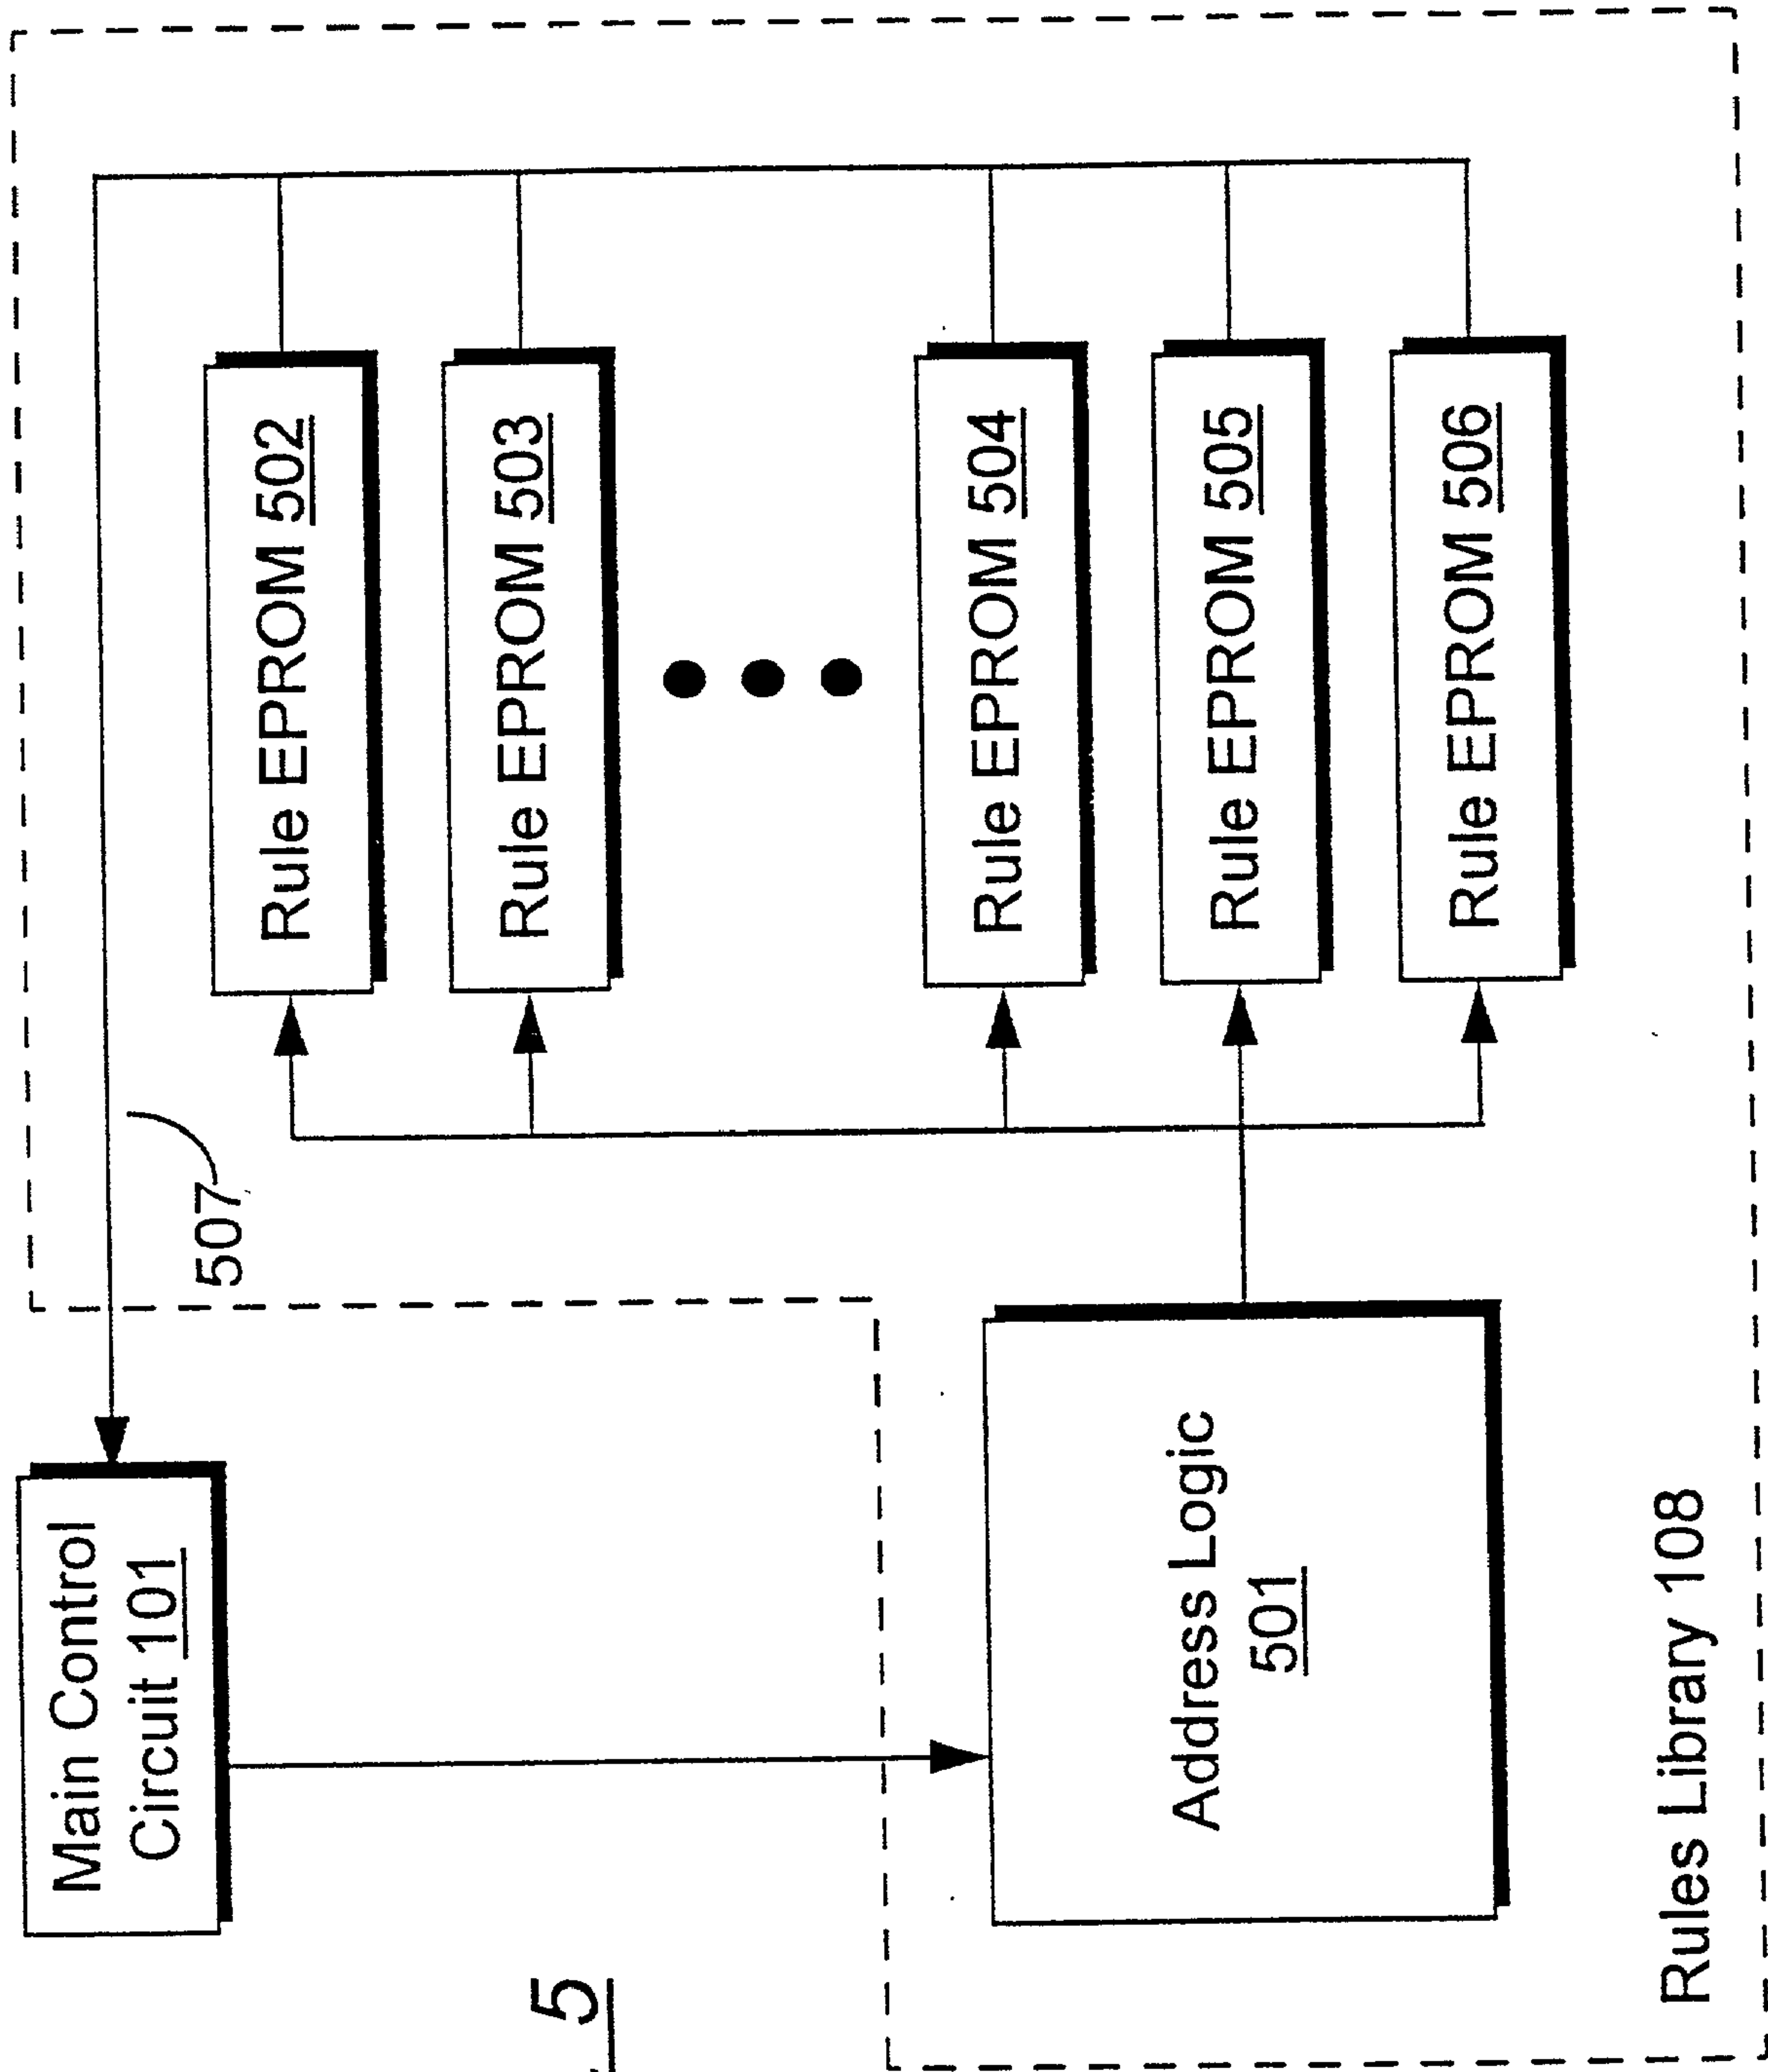 Main Control
Circuit 101
507
Rule EPROM 502
Rule EPROM 503
Rule EPROM 504
Rule EPROM 505
Rule EPROM 506
Address Logic
501
Rules Library 108
5